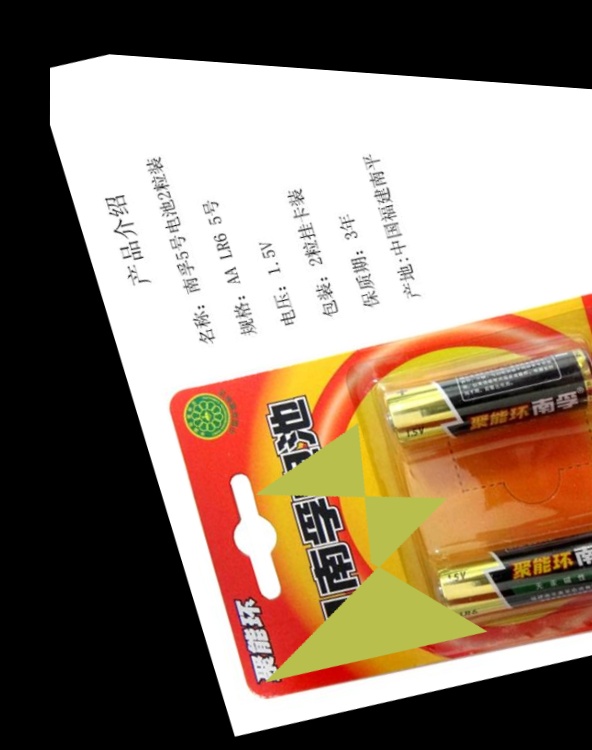 产品介绍
名称: 南孚5号电池2粒装
规格: AA LR6 5号
电压: 1.5V
包装: 2粒挂卡装
保质期: 3年
产地:中国福建南平
南孚电池
聚能环
聚能环 南孚
1.5V
聚能环 南